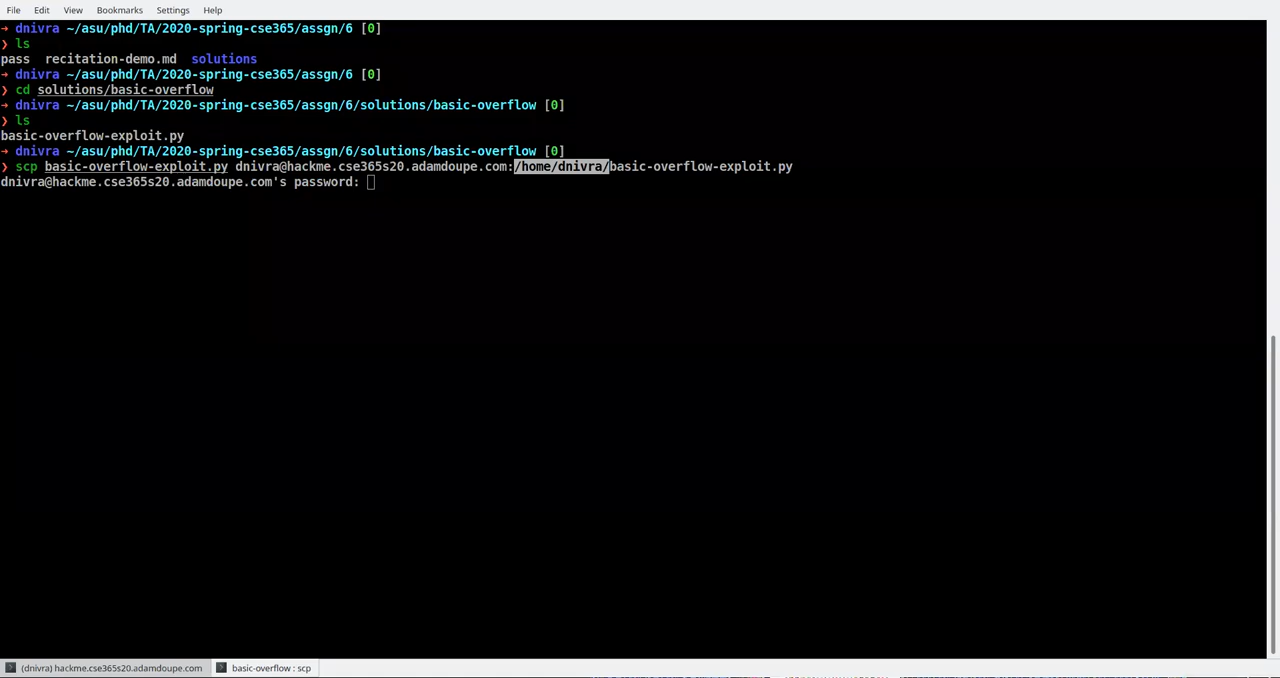 File Edit View Bookmarks Settings Help
➜ dnivra ~/asu/phd/TA/2020-spring-cse365/assgn/6 [0]
❯ ls
pass recitation-demo.md solutions
➜ dnivra ~/asu/phd/TA/2020-spring-cse365/assgn/6 [0]
❯ cd solutions/basic-overflow
➜ dnivra ~/asu/phd/TA/2020-spring-cse365/assgn/6/solutions/basic-overflow [0]
❯ ls
basic-overflow-exploit.py
➜ dnivra ~/asu/phd/TA/2020-spring-cse365/assgn/6/solutions/basic-overflow [0]
❯ scp basic-overflow-exploit.py dnivra@hackme.cse365s20.adamdoupe.com:/home/dnivra/basic-overflow-exploit.py
dnivra@hackme.cse365s20.adamdoupe.com's password:
(dnivra) hackme.cse365s20.adamdoupe.com basic-overflow : scp